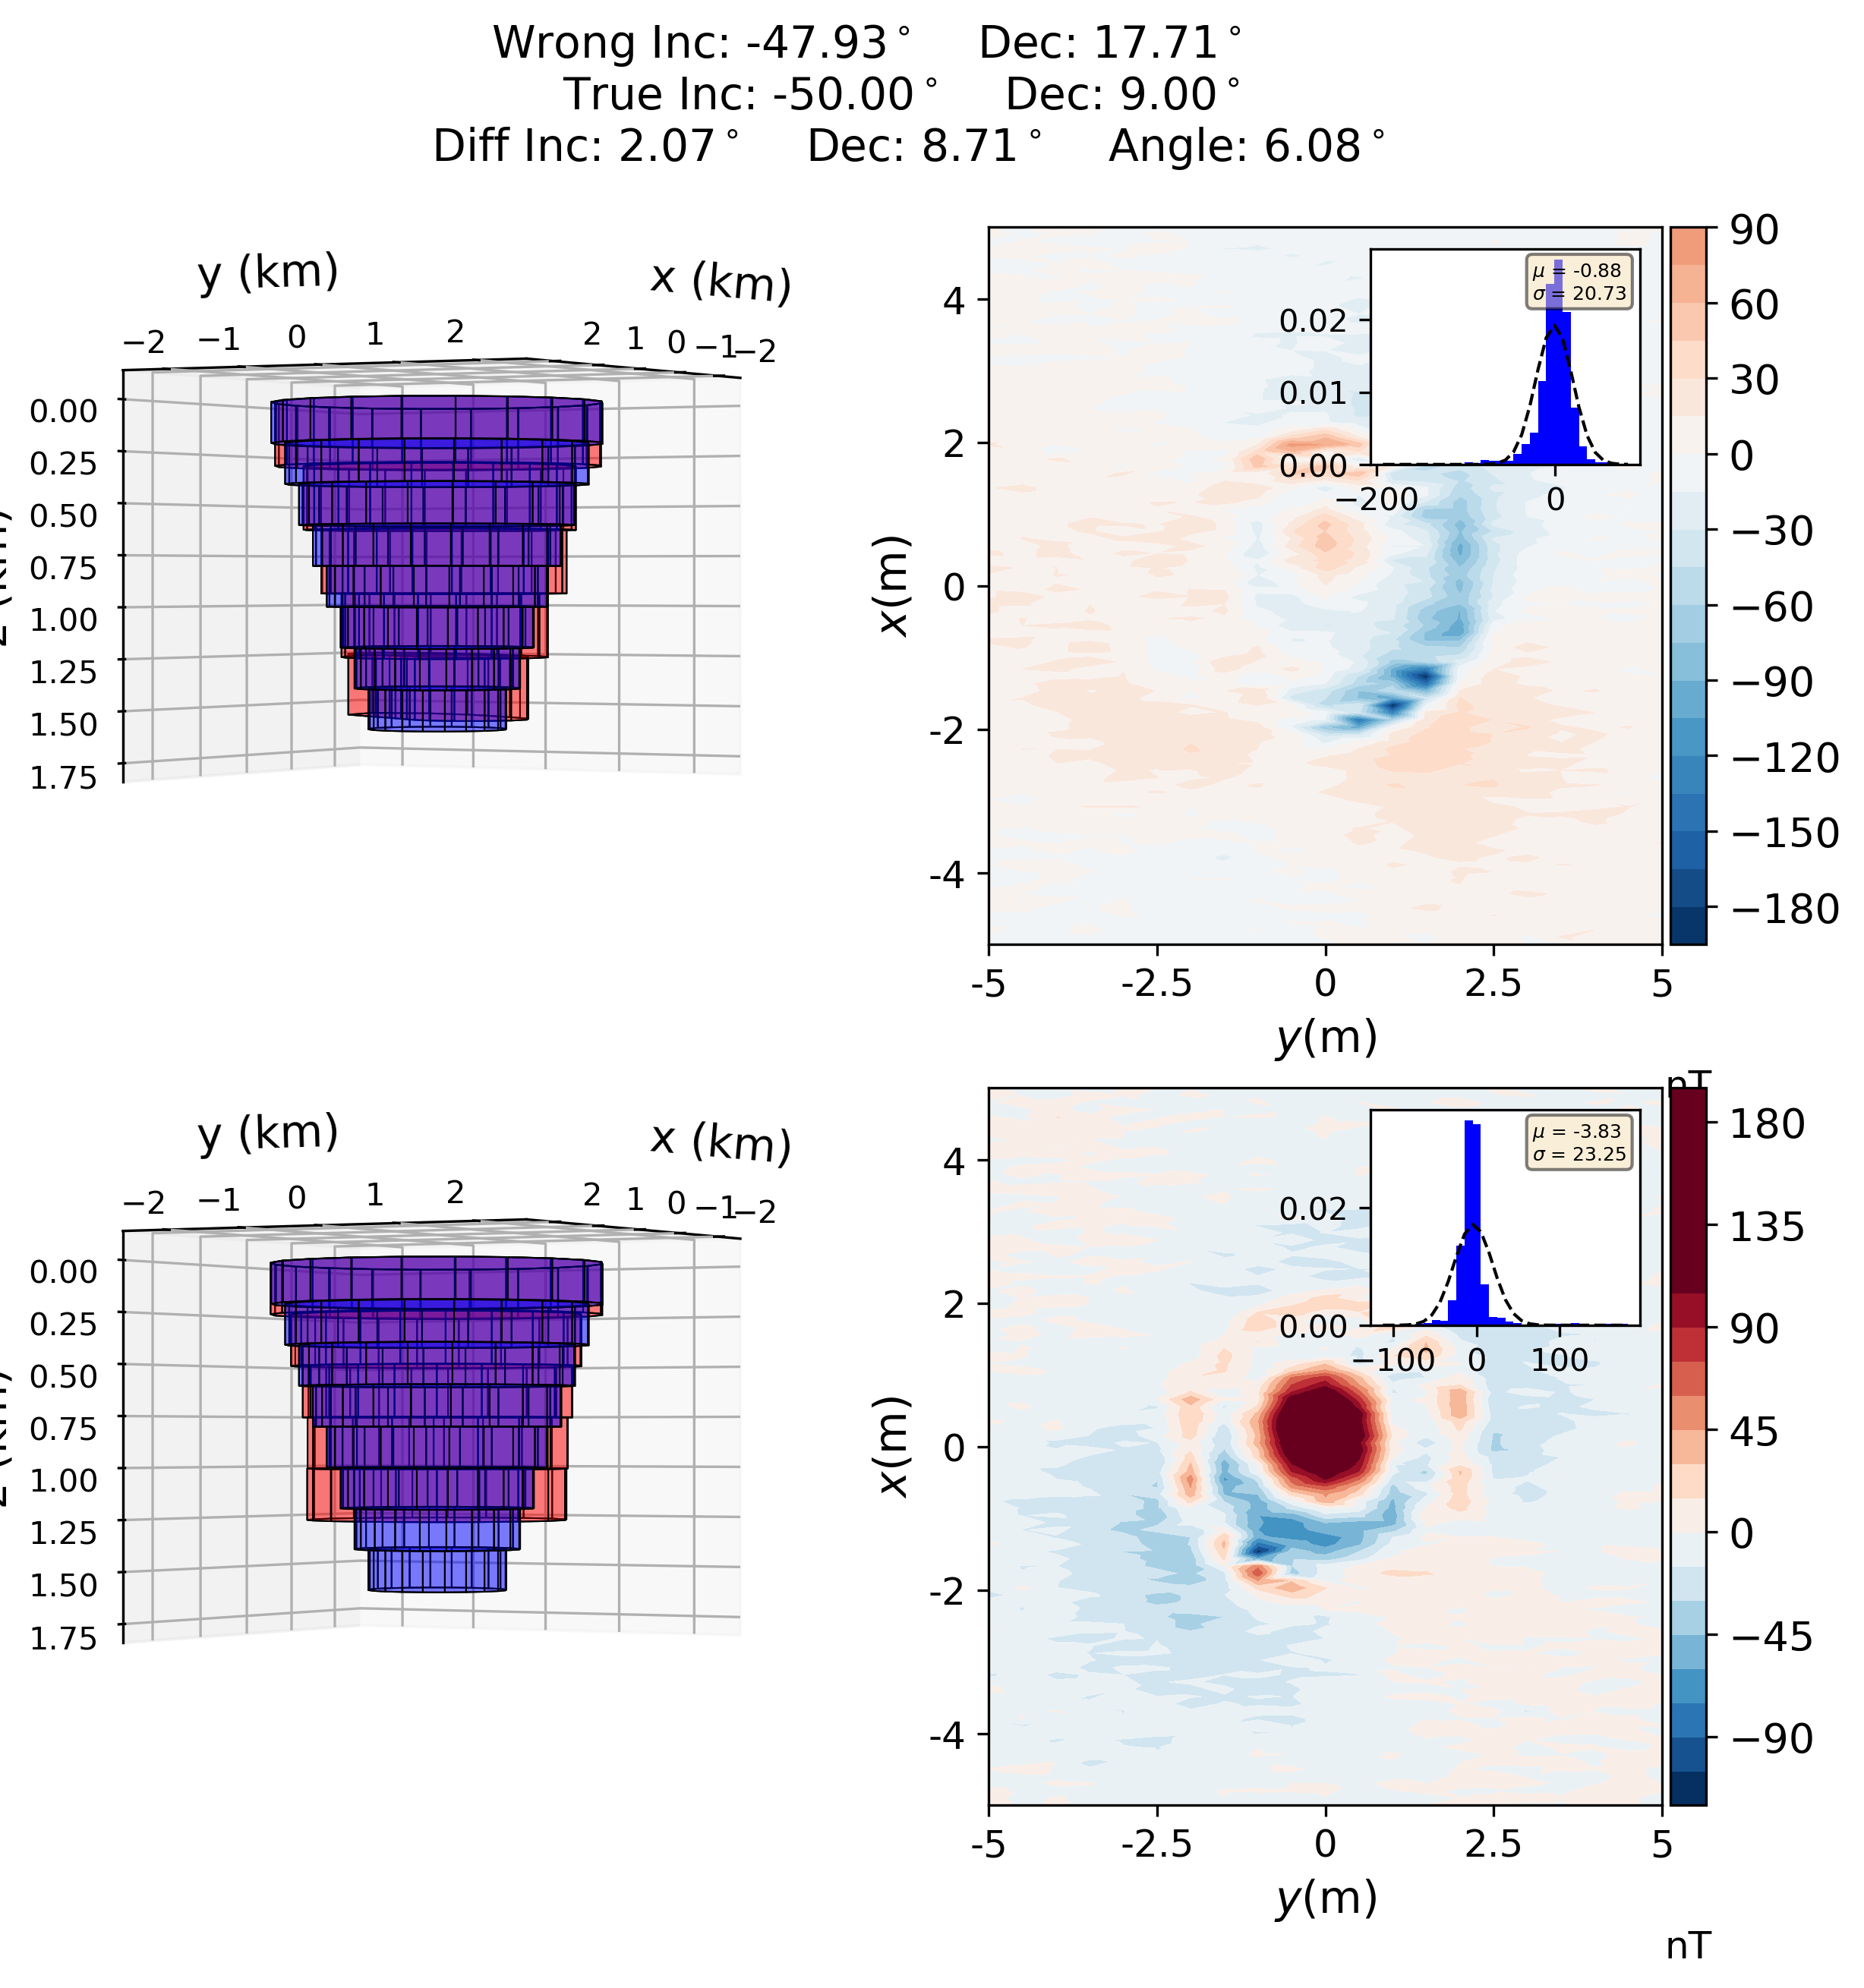 Wrong Inc: -47.93° Dec: 17.71°
True Inc: -50.00° Dec: 9.00°
Diff Inc: 2.07° Dec: 8.71° Angle: 6.08°
y (km) x (km)
−2 −1 0 1 2 2 1 0 −1 −2
0.00
0.25
0.50
0.75
1.00
1.25
1.50
1.75
x(m)
4
2
0
-2
-4
-5 -2.5 0 2.5 5
y(m)
μ = -0.88
σ = 20.73
0.02
0.01
0.00
−200 0
90
60
30
0
−30
−60
−90
−120
−150
−180
nT
y (km) x (km)
−2 −1 0 1 2 2 1 0 −1 −2
0.00
0.25
0.50
0.75
1.00
1.25
1.50
1.75
x(m)
4
2
0
-2
-4
-5 -2.5 0 2.5 5
y(m)
μ = -3.83
σ = 23.25
0.02
0.00
−100 0 100
180
135
90
45
0
−45
−90
nT